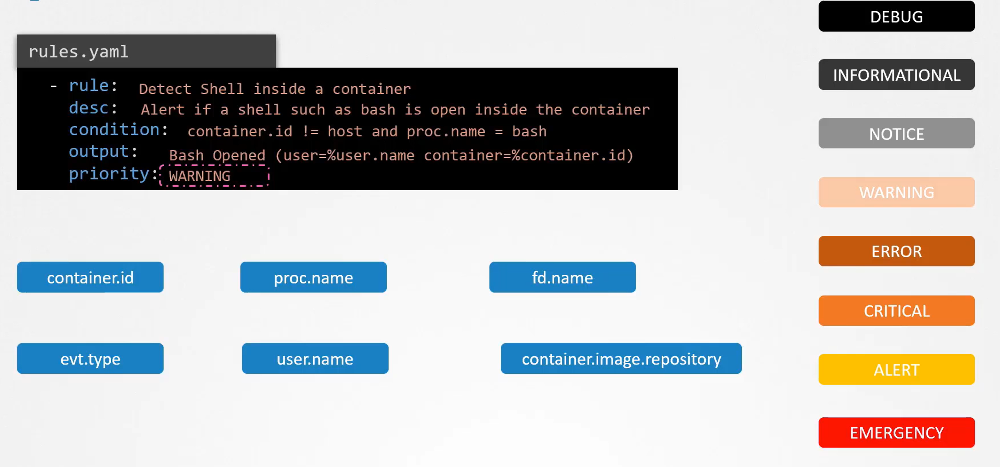 rules.yaml
- rule: Detect Shell inside a container
desc: Alert if a shell such as bash is open inside the container
condition: container.id != host and proc.name = bash
output: Bash Opened (user=%user.name container=%container.id)
priority: WARNING
container.id
proc.name
fd.name
evt.type
user.name
container.image.repository
DEBUG
INFORMATIONAL
NOTICE
WARNING
ERROR
CRITICAL
ALERT
EMERGENCY